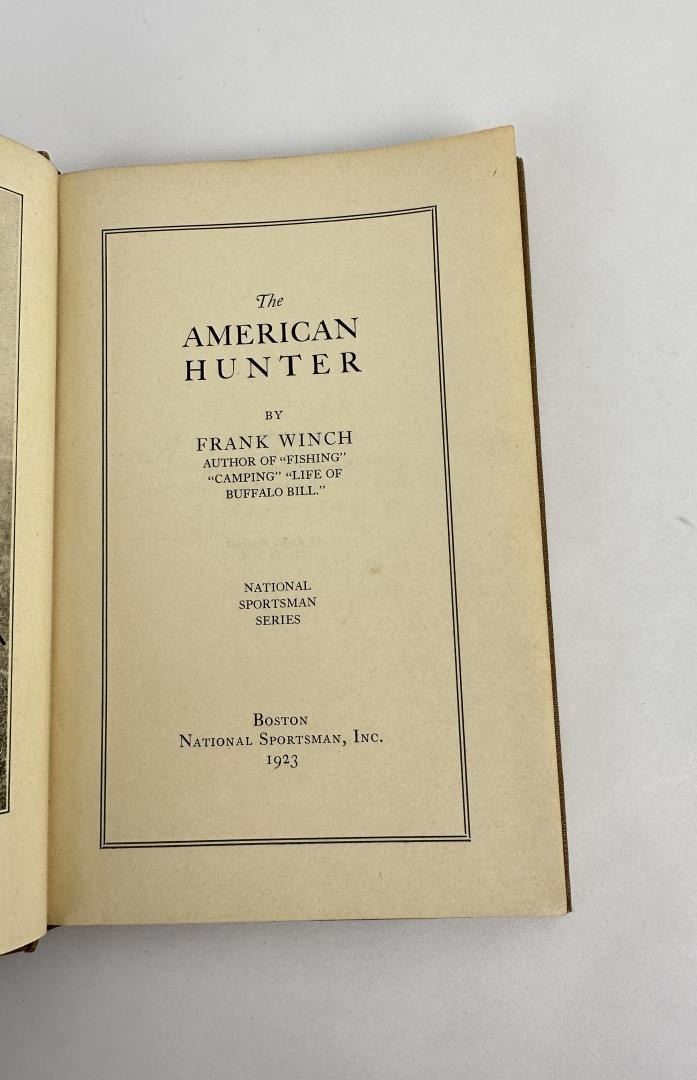 The
AMERICAN
HUNTER
BY
FRANK WINCH
AUTHOR OF “FISHING”
“CAMPING” “LIFE OF
BUFFALO BILL.”
NATIONAL
SPORTSMAN
SERIES
BOSTON
NATIONAL SPORTSMAN, INC.
1923